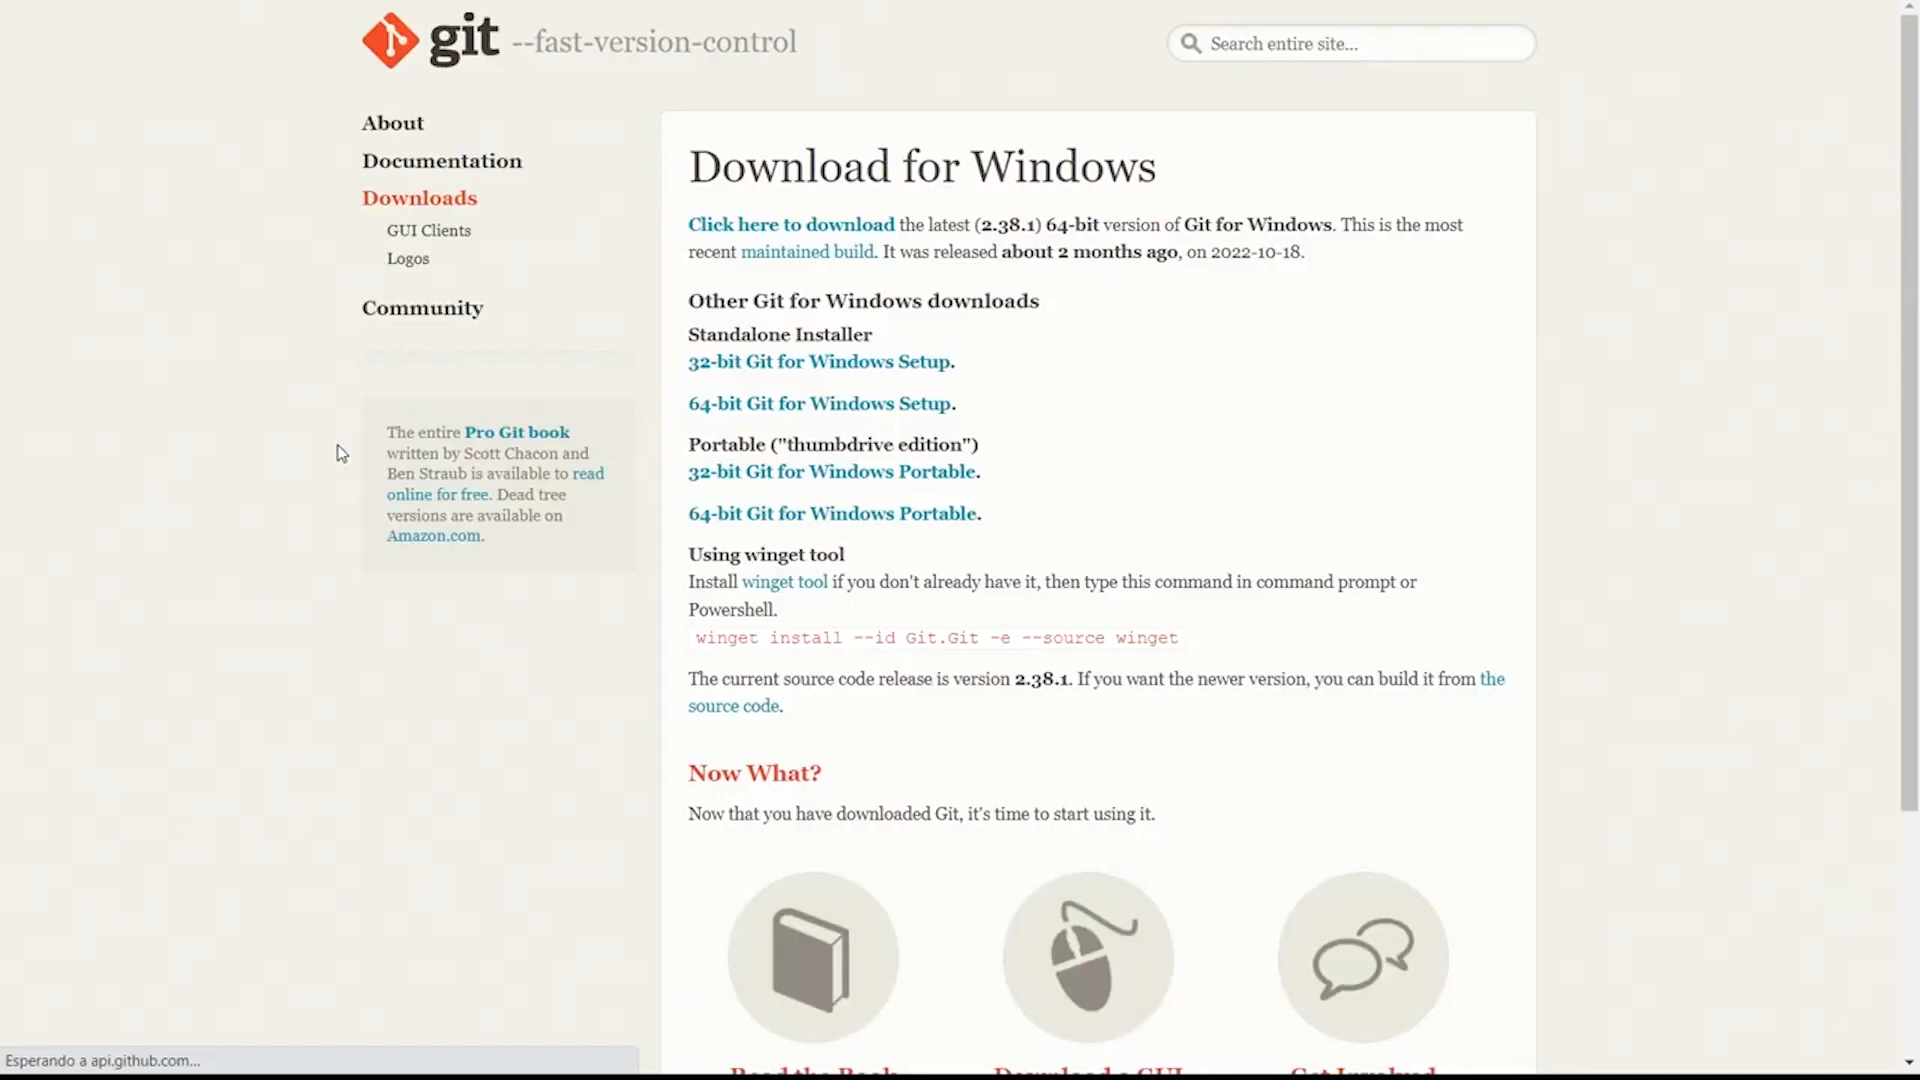 git --fast-version-control
Search entire site...
About
Documentation
Downloads
GUI Clients
Logos
Community
The entire Pro Git book
written by Scott Chacon and
Ben Straub is available to read
online for free. Dead tree
versions are available on
Amazon.com.
Download for Windows
Click here to download the latest (2.38.1) 64-bit version of Git for Windows. This is the most
recent maintained build. It was released about 2 months ago, on 2022-10-18.
Other Git for Windows downloads
Standalone Installer
32-bit Git for Windows Setup.
64-bit Git for Windows Setup.
Portable ("thumbdrive edition")
32-bit Git for Windows Portable.
64-bit Git for Windows Portable.
Using winget tool
Install winget tool if you don't already have it, then type this command in command prompt or
Powershell.
winget install --id Git.Git -e --source winget
The current source code release is version 2.38.1. If you want the newer version, you can build it from the
source code.
Now What?
Now that you have downloaded Git, it's time to start using it.
Read the Book
Download a GUI
Get Involved
Esperando a api.github.com...